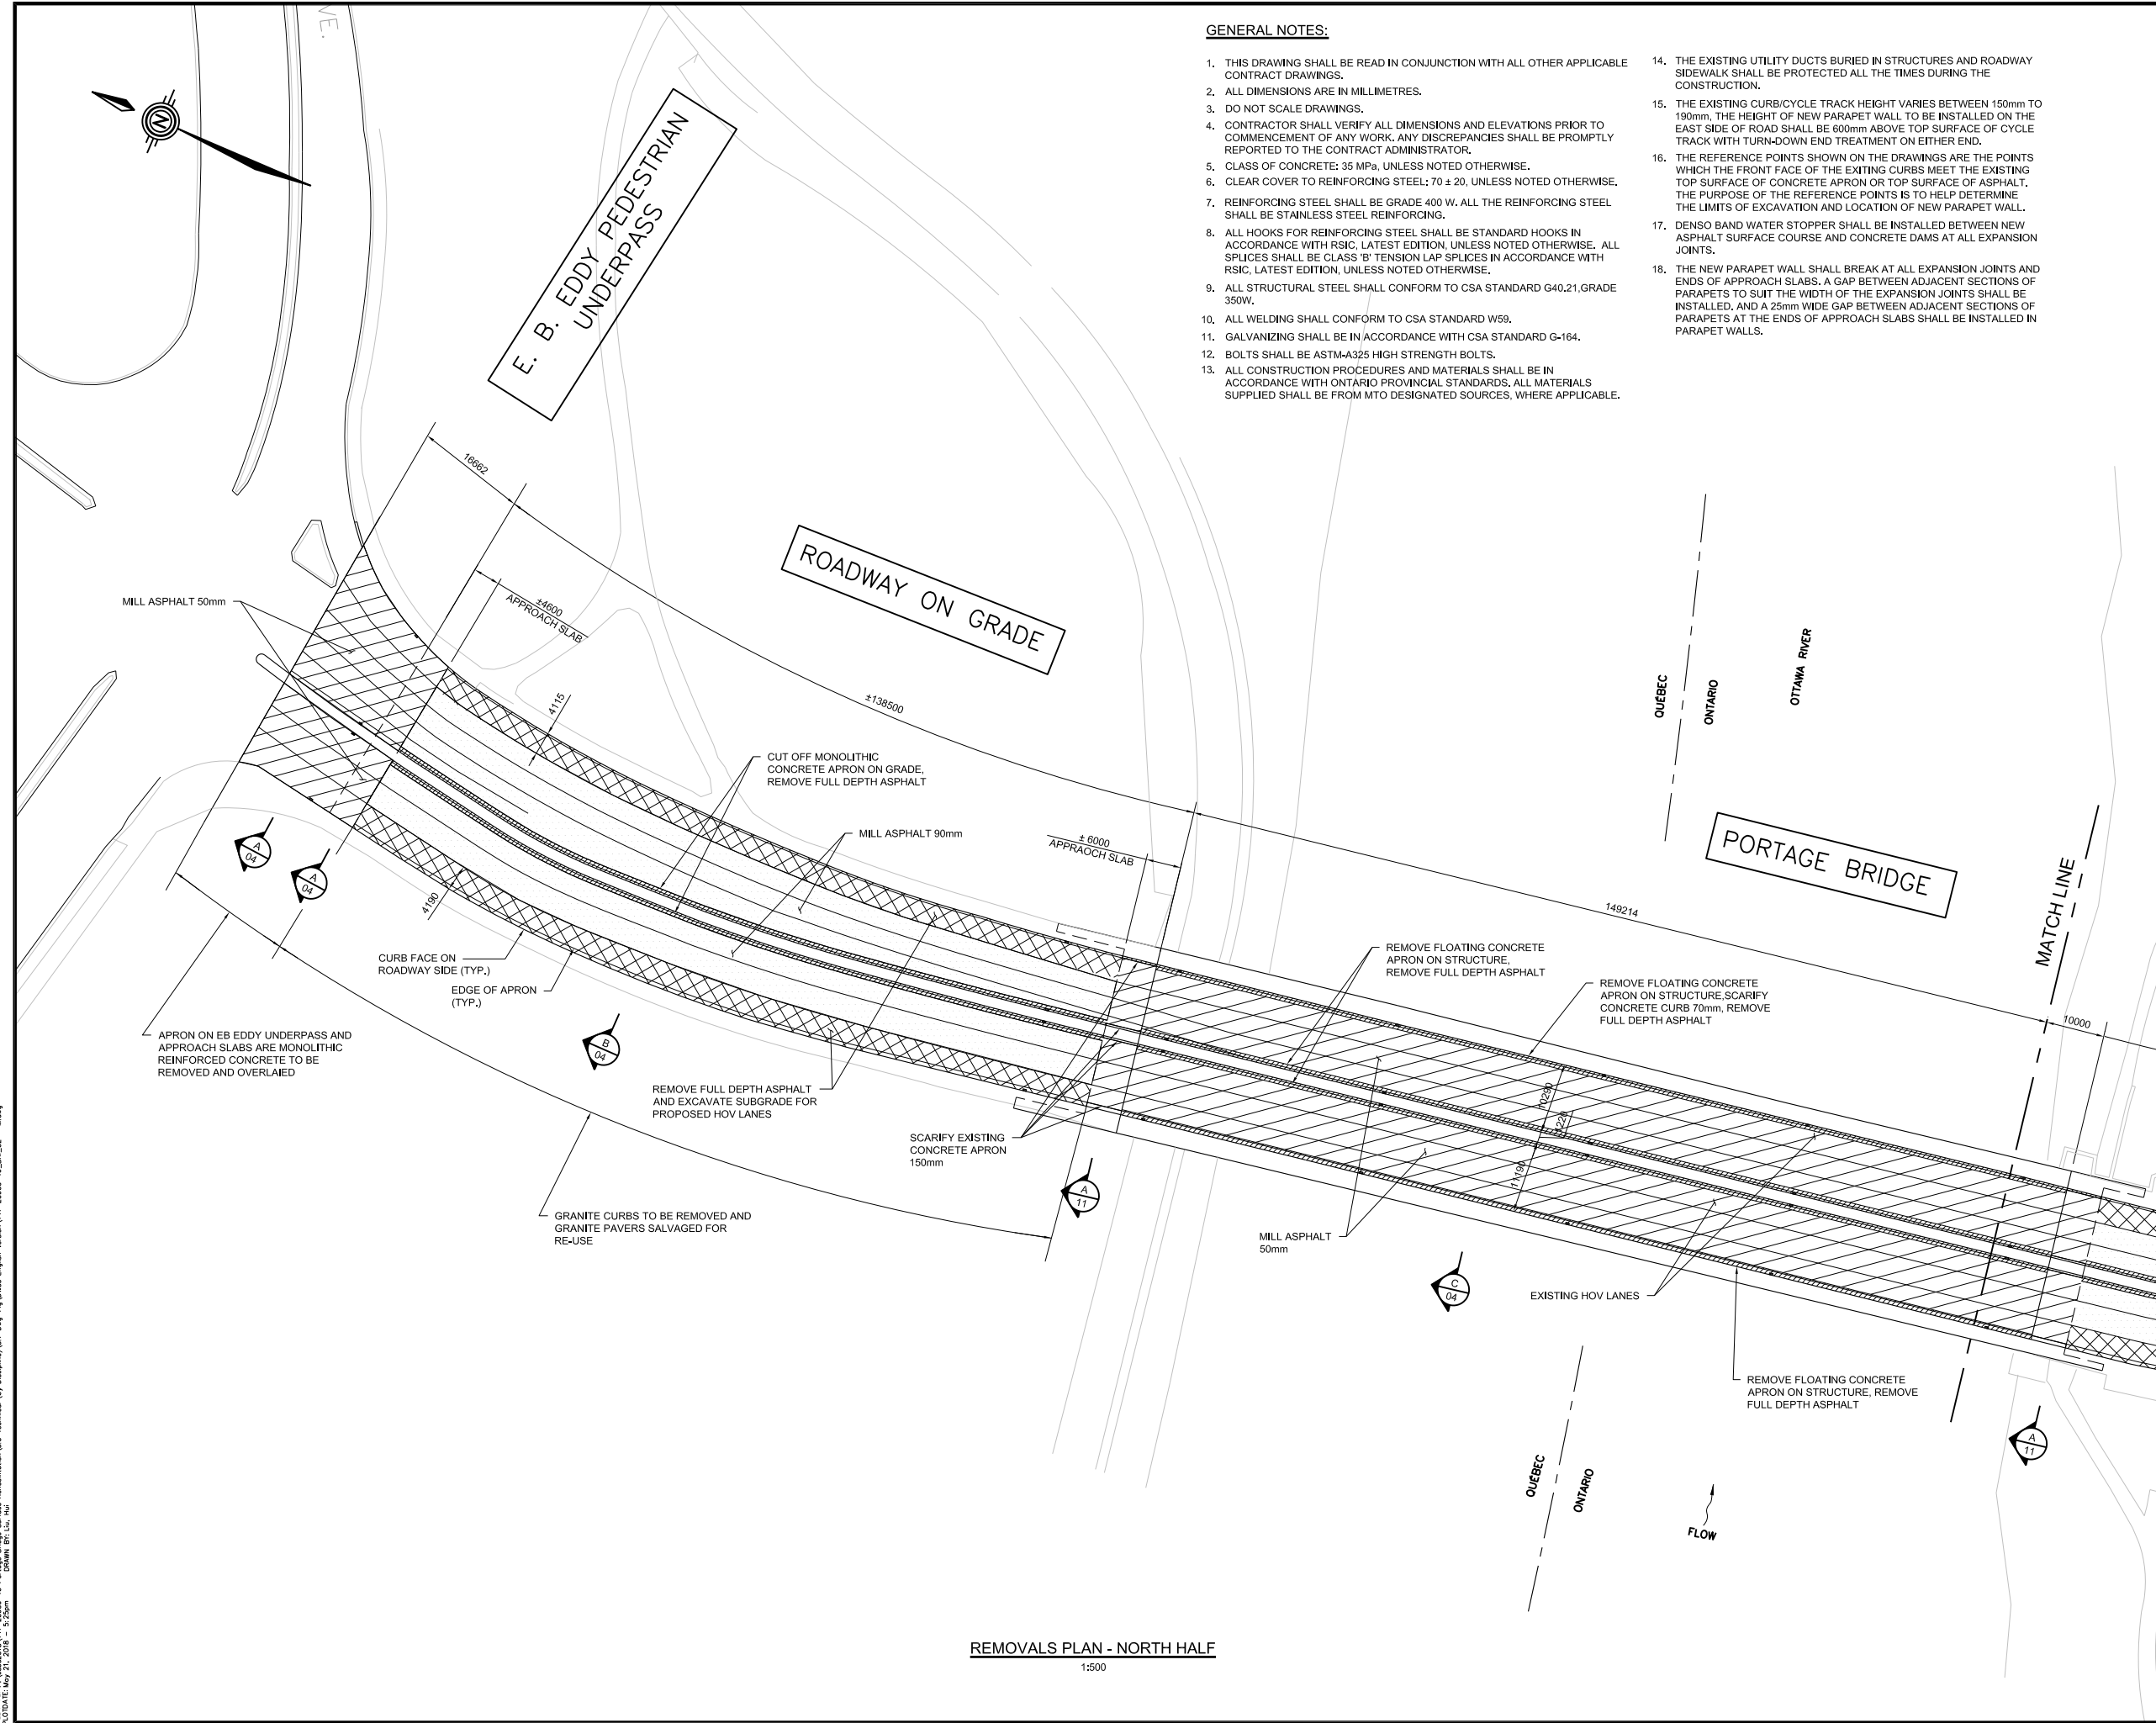 VE.
GENERAL NOTES:
1. THIS DRAWING SHALL BE READ IN CONJUNCTION WITH ALL OTHER APPLICABLE
CONTRACT DRAWINGS.
2. ALL DIMENSIONS ARE IN MILLIMETRES.
3. DO NOT SCALE DRAWINGS.
4. CONTRACTOR SHALL VERIFY ALL DIMENSIONS AND ELEVATIONS PRIOR TO
COMMENCEMENT OF ANY WORK. ANY DISCREPANCIES SHALL BE PROMPTLY
REPORTED TO THE CONTRACT ADMINISTRATOR.
5. CLASS OF CONCRETE: 35 MPa, UNLESS NOTED OTHERWISE.
6. CLEAR COVER TO REINFORCING STEEL: 70 ± 20, UNLESS NOTED OTHERWISE.
7. REINFORCING STEEL SHALL BE GRADE 400 W. ALL THE REINFORCING STEEL
SHALL BE STAINLESS STEEL REINFORCING.
8. ALL HOOKS FOR REINFORCING STEEL SHALL BE STANDARD HOOKS IN
ACCORDANCE WITH RSIC, LATEST EDITION, UNLESS NOTED OTHERWISE. ALL
SPLICES SHALL BE CLASS 'B' TENSION LAP SPLICES IN ACCORDANCE WITH
RSIC, LATEST EDITION, UNLESS NOTED OTHERWISE.
9. ALL STRUCTURAL STEEL SHALL CONFORM TO CSA STANDARD G40.21,GRADE
350W.
10. ALL WELDING SHALL CONFORM TO CSA STANDARD W59.
11. GALVANIZING SHALL BE IN ACCORDANCE WITH CSA STANDARD G-164.
12. BOLTS SHALL BE ASTM-A325 HIGH STRENGTH BOLTS.
13. ALL CONSTRUCTION PROCEDURES AND MATERIALS SHALL BE IN
ACCORDANCE WITH ONTARIO PROVINCIAL STANDARDS. ALL MATERIALS
SUPPLIED SHALL BE FROM MTO DESIGNATED SOURCES, WHERE APPLICABLE.
14. THE EXISTING UTILITY DUCTS BURIED IN STRUCTURES AND ROADWAY
SIDEWALK SHALL BE PROTECTED ALL THE TIMES DURING THE
CONSTRUCTION.
15. THE EXISTING CURB/CYCLE TRACK HEIGHT VARIES BETWEEN 150mm TO
190mm, THE HEIGHT OF NEW PARAPET WALL TO BE INSTALLED ON THE
EAST SIDE OF ROAD SHALL BE 600mm ABOVE TOP SURFACE OF CYCLE
TRACK WITH TURN-DOWN END TREATMENT ON EITHER END.
16. THE REFERENCE POINTS SHOWN ON THE DRAWINGS ARE THE POINTS
WHICH THE FRONT FACE OF THE EXITING CURBS MEET THE EXISTING
TOP SURFACE OF CONCRETE APRON OR TOP SURFACE OF ASPHALT.
THE PURPOSE OF THE REFERENCE POINTS IS TO HELP DETERMINE
THE LIMITS OF EXCAVATION AND LOCATION OF NEW PARAPET WALL.
17. DENSO BAND WATER STOPPER SHALL BE INSTALLED BETWEEN NEW
ASPHALT SURFACE COURSE AND CONCRETE DAMS AT ALL EXPANSION
JOINTS.
18. THE NEW PARAPET WALL SHALL BREAK AT ALL EXPANSION JOINTS AND
ENDS OF APPROACH SLABS. A GAP BETWEEN ADJACENT SECTIONS OF
PARAPETS TO SUIT THE WIDTH OF THE EXPANSION JOINTS SHALL BE
INSTALLED, AND A 25mm WIDE GAP BETWEEN ADJACENT SECTIONS OF
PARAPETS AT THE ENDS OF APPROACH SLABS SHALL BE INSTALLED IN
PARAPET WALLS.
N
E. B. EDDY PEDESTRIAN
UNDERPASS
16662
ROADWAY ON GRADE
±4600
APPROACH SLAB
MILL ASPHALT 50mm
4115
±138500
CUT OFF MONOLITHIC
CONCRETE APRON ON GRADE,
REMOVE FULL DEPTH ASPHALT
MILL ASPHALT 90mm
± 6000
APPRAOCH SLAB
QUÉBEC
ONTARIO
OTTAWA RIVER
PORTAGE BRIDGE
MATCH LINE
149214
10000
A
04
A
04
4190
CURB FACE ON
ROADWAY SIDE (TYP.)
EDGE OF APRON
(TYP.)
REMOVE FLOATING CONCRETE
APRON ON STRUCTURE,
REMOVE FULL DEPTH ASPHALT
REMOVE FLOATING CONCRETE
APRON ON STRUCTURE,SCARIFY
CONCRETE CURB 70mm, REMOVE
FULL DEPTH ASPHALT
APRON ON EB EDDY UNDERPASS AND
APPROACH SLABS ARE MONOLITHIC
REINFORCED CONCRETE TO BE
REMOVED AND OVERLAIED
B
04
REMOVE FULL DEPTH ASPHALT
AND EXCAVATE SUBGRADE FOR
PROPOSED HOV LANES
SCARIFY EXISTING
CONCRETE APRON
150mm
10290
11190
A
11
GRANITE CURBS TO BE REMOVED AND
GRANITE PAVERS SALVAGED FOR
RE-USE
MILL ASPHALT
50mm
C
04
EXISTING HOV LANES
REMOVE FLOATING CONCRETE
APRON ON STRUCTURE, REMOVE
FULL DEPTH ASPHALT
A
11
QUÉBEC
ONTARIO
FLOW
REMOVALS PLAN - NORTH HALF
1:500
PLOTDATE: May 21, 2018 - 5:25pm DRAWN BY: Liu, Hui